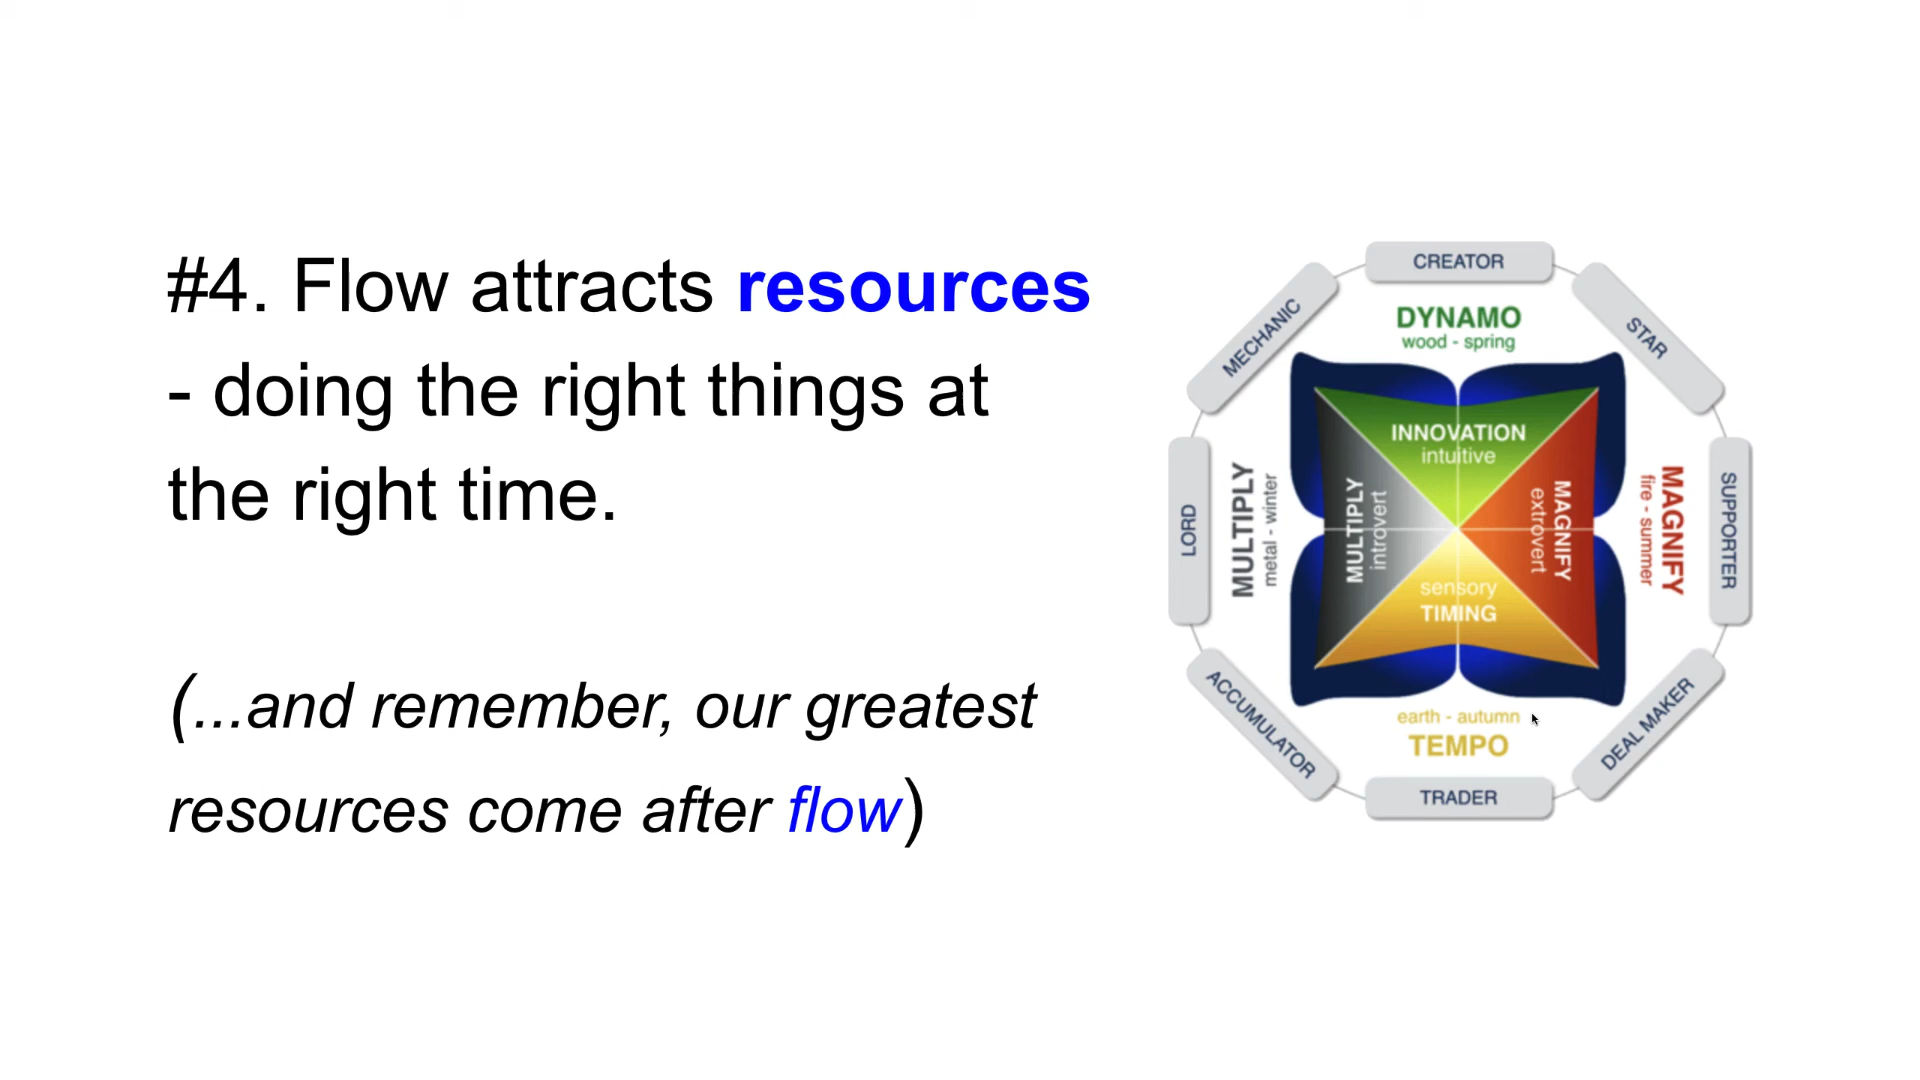 #4. Flow attracts resources
- doing the right things at
the right time.
(...and remember, our greatest
resources come after flow)
CREATOR
MECHANIC
STAR
DYNAMO
wood - spring
INNOVATION
intuitive
LORD
MULTIPLY
metal - winter
MULTIPLY
introvert
MAGNIFY
extrovert
MAGNIFY
fire - summer
SUPPORTER
sensory
TIMING
earth - autumn
TEMPO
ACCUMULATOR
DEAL MAKER
TRADER